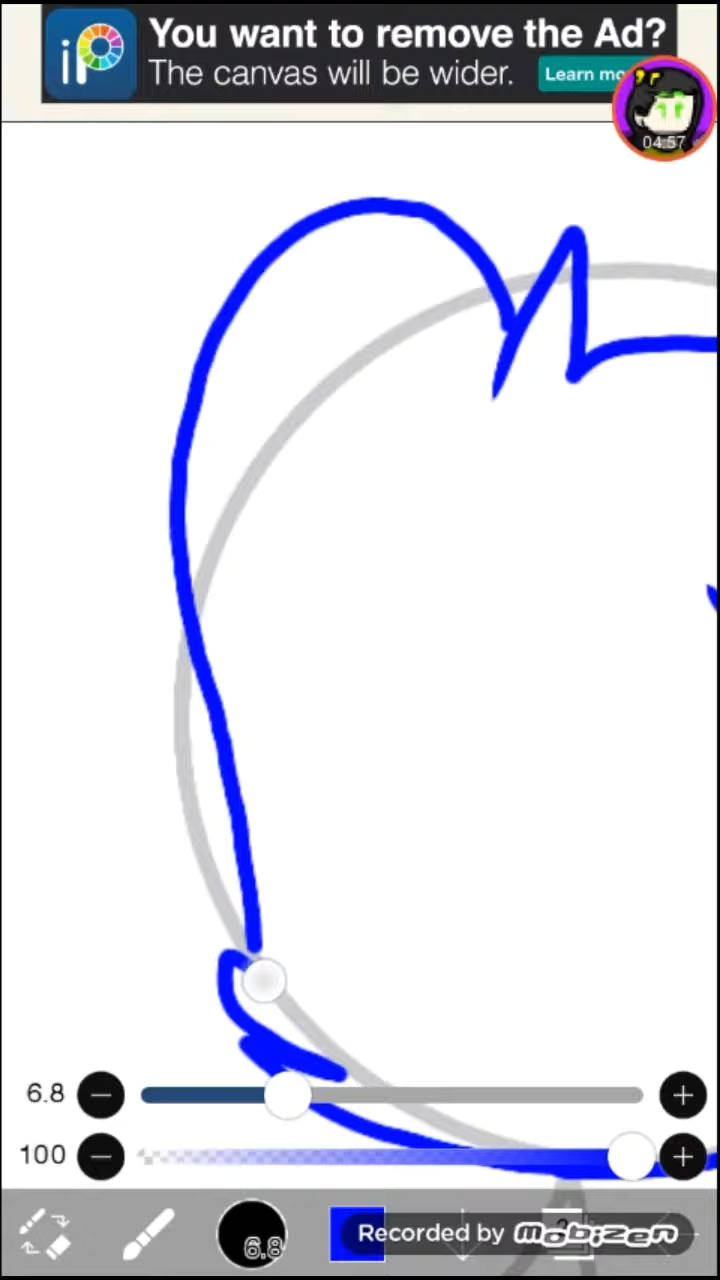 iP You want to remove the Ad?
The canvas will be wider. Learn mo
04:57
6.8
100
6.8
Recorded by mobizen